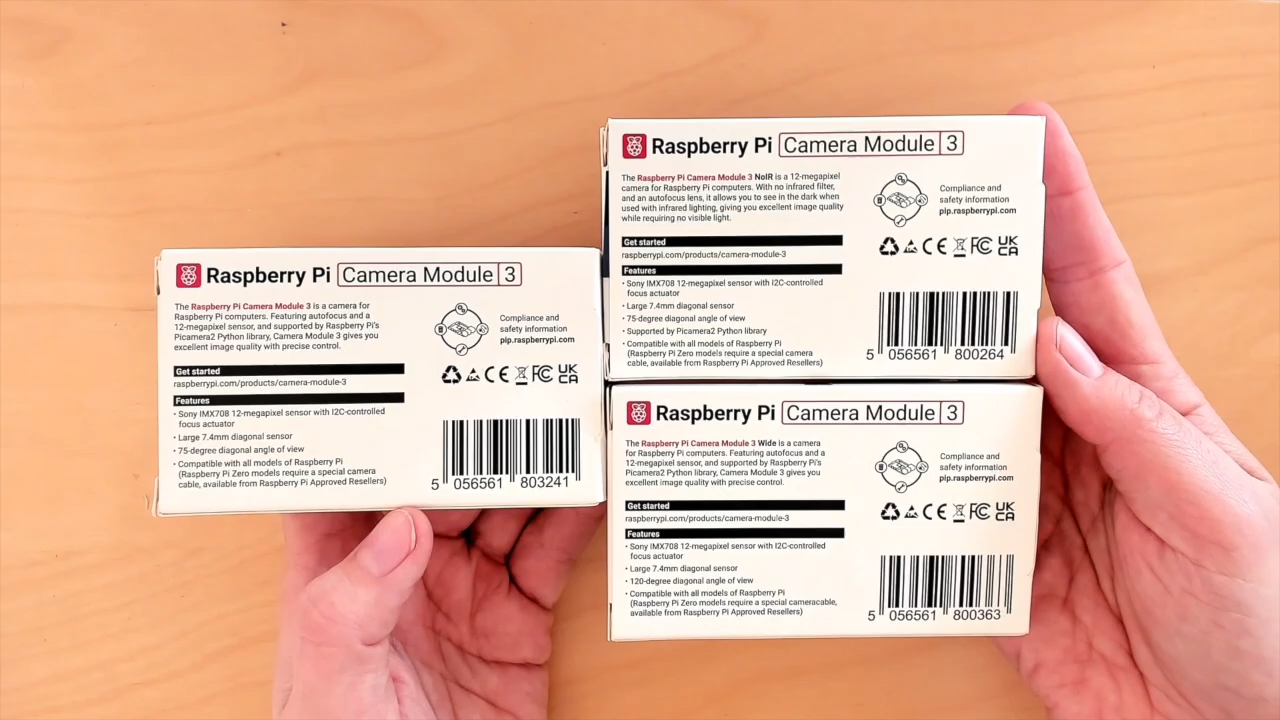 Raspberry Pi Camera Module 3
The Raspberry Pi Camera Module 3 is a camera for
Raspberry Pi computers. Featuring autofocus and a
12-megapixel sensor, and supported by Raspberry Pi's
Picamera2 Python library, Camera Module 3 gives you
excellent image quality with precise control.
Get started
raspberrypi.com/products/camera-module-3
Features
• Sony IMX708 12-megapixel sensor with I2C-controlled
focus actuator
• Large 7.4mm diagonal sensor
• 75-degree diagonal angle of view
• Compatible with all models of Raspberry Pi
(Raspberry Pi Zero models require a special camera
cable, available from Raspberry Pi Approved Resellers)
Compliance and
safety information
pip.raspberrypi.com
CE FC UK
CA
5 056561 803241
Raspberry Pi Camera Module 3
The Raspberry Pi Camera Module 3 NoIR is a 12-megapixel
camera for Raspberry Pi computers. With no infrared filter,
and an autofocus lens, it allows you to see in the dark when
used with infrared lighting, giving you excellent image quality
while requiring no visible light.
Get started
raspberrypi.com/products/camera-module-3
Features
• Sony IMX708 12-megapixel sensor with I2C-controlled
focus actuator
• Large 7.4mm diagonal sensor
• 75-degree diagonal angle of view
• Supported by Picamera2 Python library
• Compatible with all models of Raspberry Pi
(Raspberry Pi Zero models require a special camera
cable, available from Raspberry Pi Approved Resellers)
Compliance and
safety information
pip.raspberrypi.com
CE FC UK
CA
5 056561 800264
Raspberry Pi Camera Module 3
The Raspberry Pi Camera Module 3 Wide is a camera
for Raspberry Pi computers. Featuring autofocus and a
12-megapixel sensor, and supported by Raspberry Pi's
Picamera2 Python library, Camera Module 3 gives you
excellent image quality with precise control.
Get started
raspberrypi.com/products/camera-module-3
Features
• Sony IMX708 12-megapixel sensor with I2C-controlled
focus actuator
• Large 7.4mm diagonal sensor
• 120-degree diagonal angle of view
• Compatible with all models of Raspberry Pi
(Raspberry Pi Zero models require a special cameracable,
available from Raspberry Pi Approved Resellers)
Compliance and
safety information
pip.raspberrypi.com
CE FC UK
CA
5 056561 800363